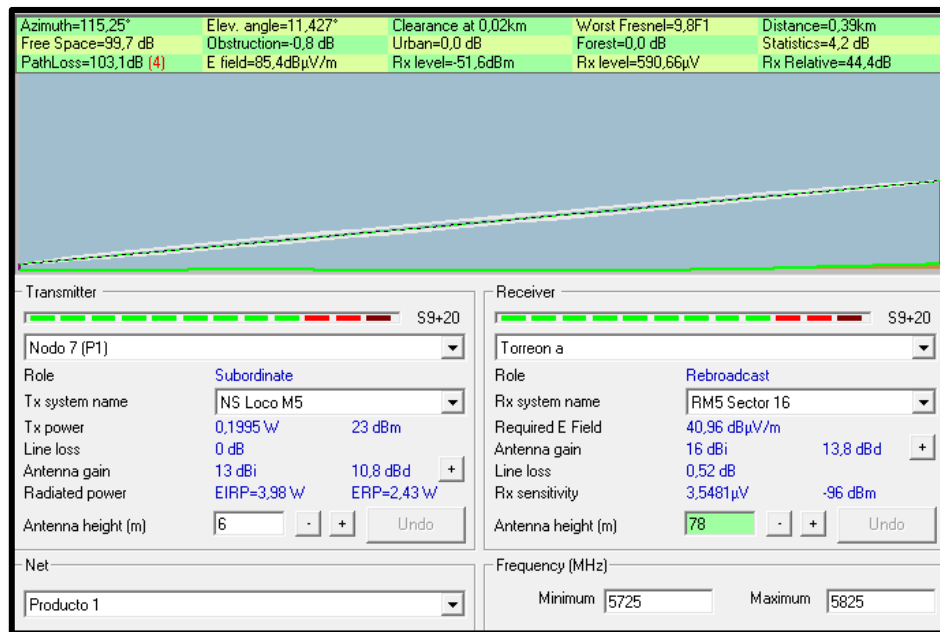 Azimuth=115,25° Elev. angle=11,427° Clearance at 0,02km Worst Fresnel=9,8F1 Distance=0,39km
Free Space=99,7 dB Obstruction=-0,8 dB Urban=0,0 dB Forest=0,0 dB Statistics=4,2 dB
PathLoss=103,1dB (4) E field=85,4dBµV/m Rx level=-51,6dBm Rx level=590,66µV Rx Relative=44,4dB
Transmitter
S9+20
Nodo 7 (P1)
Role Subordinate
Tx system name NS Loco M5
Tx power 0,1995 W 23 dBm
Line loss 0 dB
Antenna gain 13 dBi 10,8 dBd +
Radiated power EIRP=3,98 W ERP=2,43 W
Antenna height (m) 6 - + Undo
Net
Producto 1
Receiver
S9+20
Torreon a
Role Rebroadcast
Rx system name RM5 Sector 16
Required E Field 40,96 dBµV/m
Antenna gain 16 dBi 13,8 dBd +
Line loss 0,52 dB
Rx sensitivity 3,5481µV -96 dBm
Antenna height (m) 78 - + Undo
Frequency (MHz)
Minimum 5725 Maximum 5825